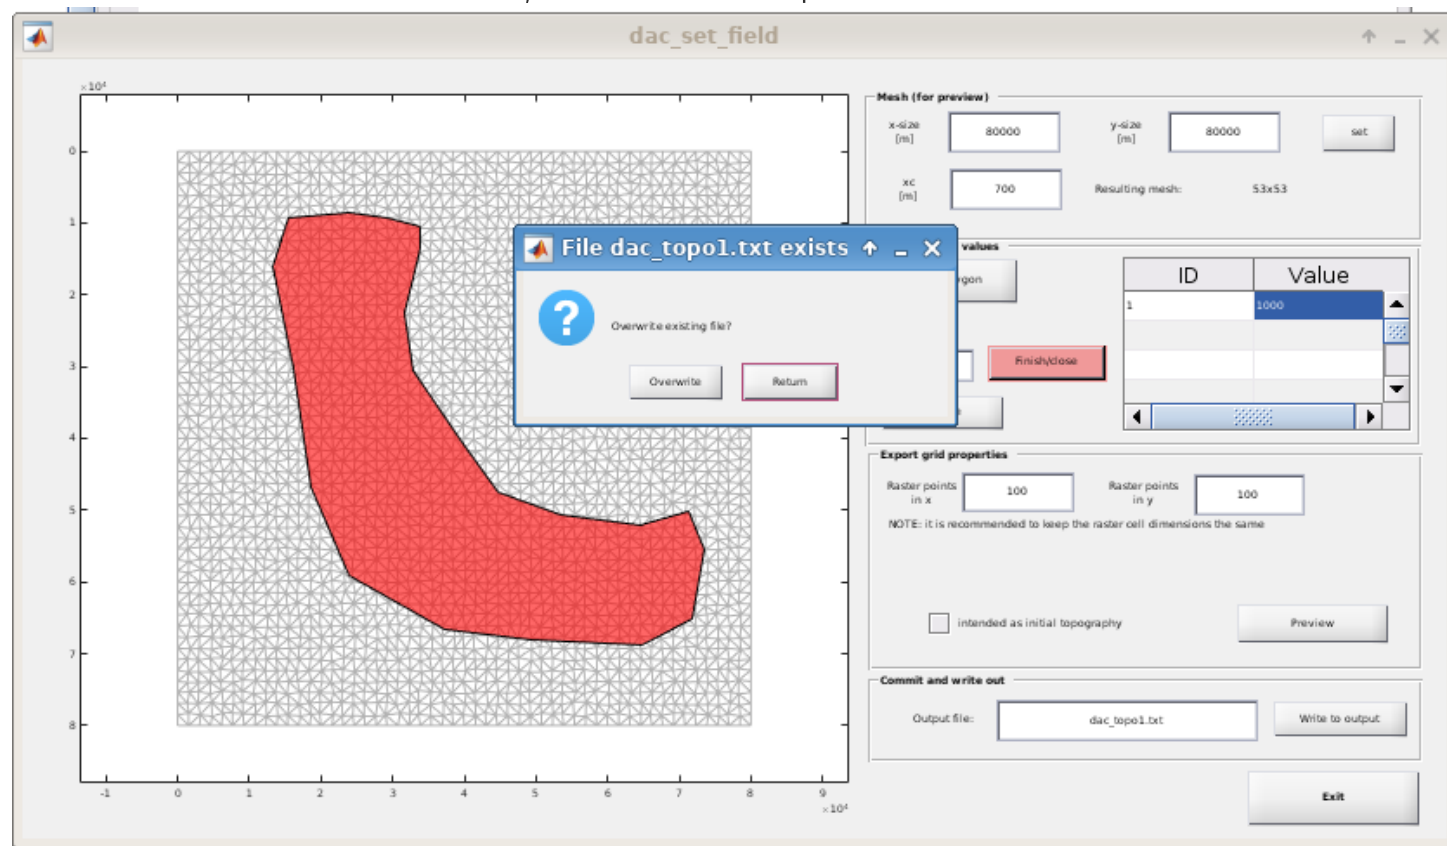 dac_set_field
×10⁴
0
1
2
3
4
5
6
7
8
-1 0 1 2 3 4 5 6 7 8 9
×10⁴
Mesh (for preview)
x-size
[m]
80000
y-size
[m]
80000
set
xc
[m]
700
Resulting mesh:
53x53
File dac_topo1.txt exists
Overwrite existing file?
Overwrite
Return
values
gon
Finish/close
ID Value
1 1000
Export grid properties
Raster points
in x
100
Raster points
in y
100
NOTE: it is recommended to keep the raster cell dimensions the same
intended as initial topography
Preview
Commit and write out
Output file:
dac_topo1.txt
Write to output
Exit